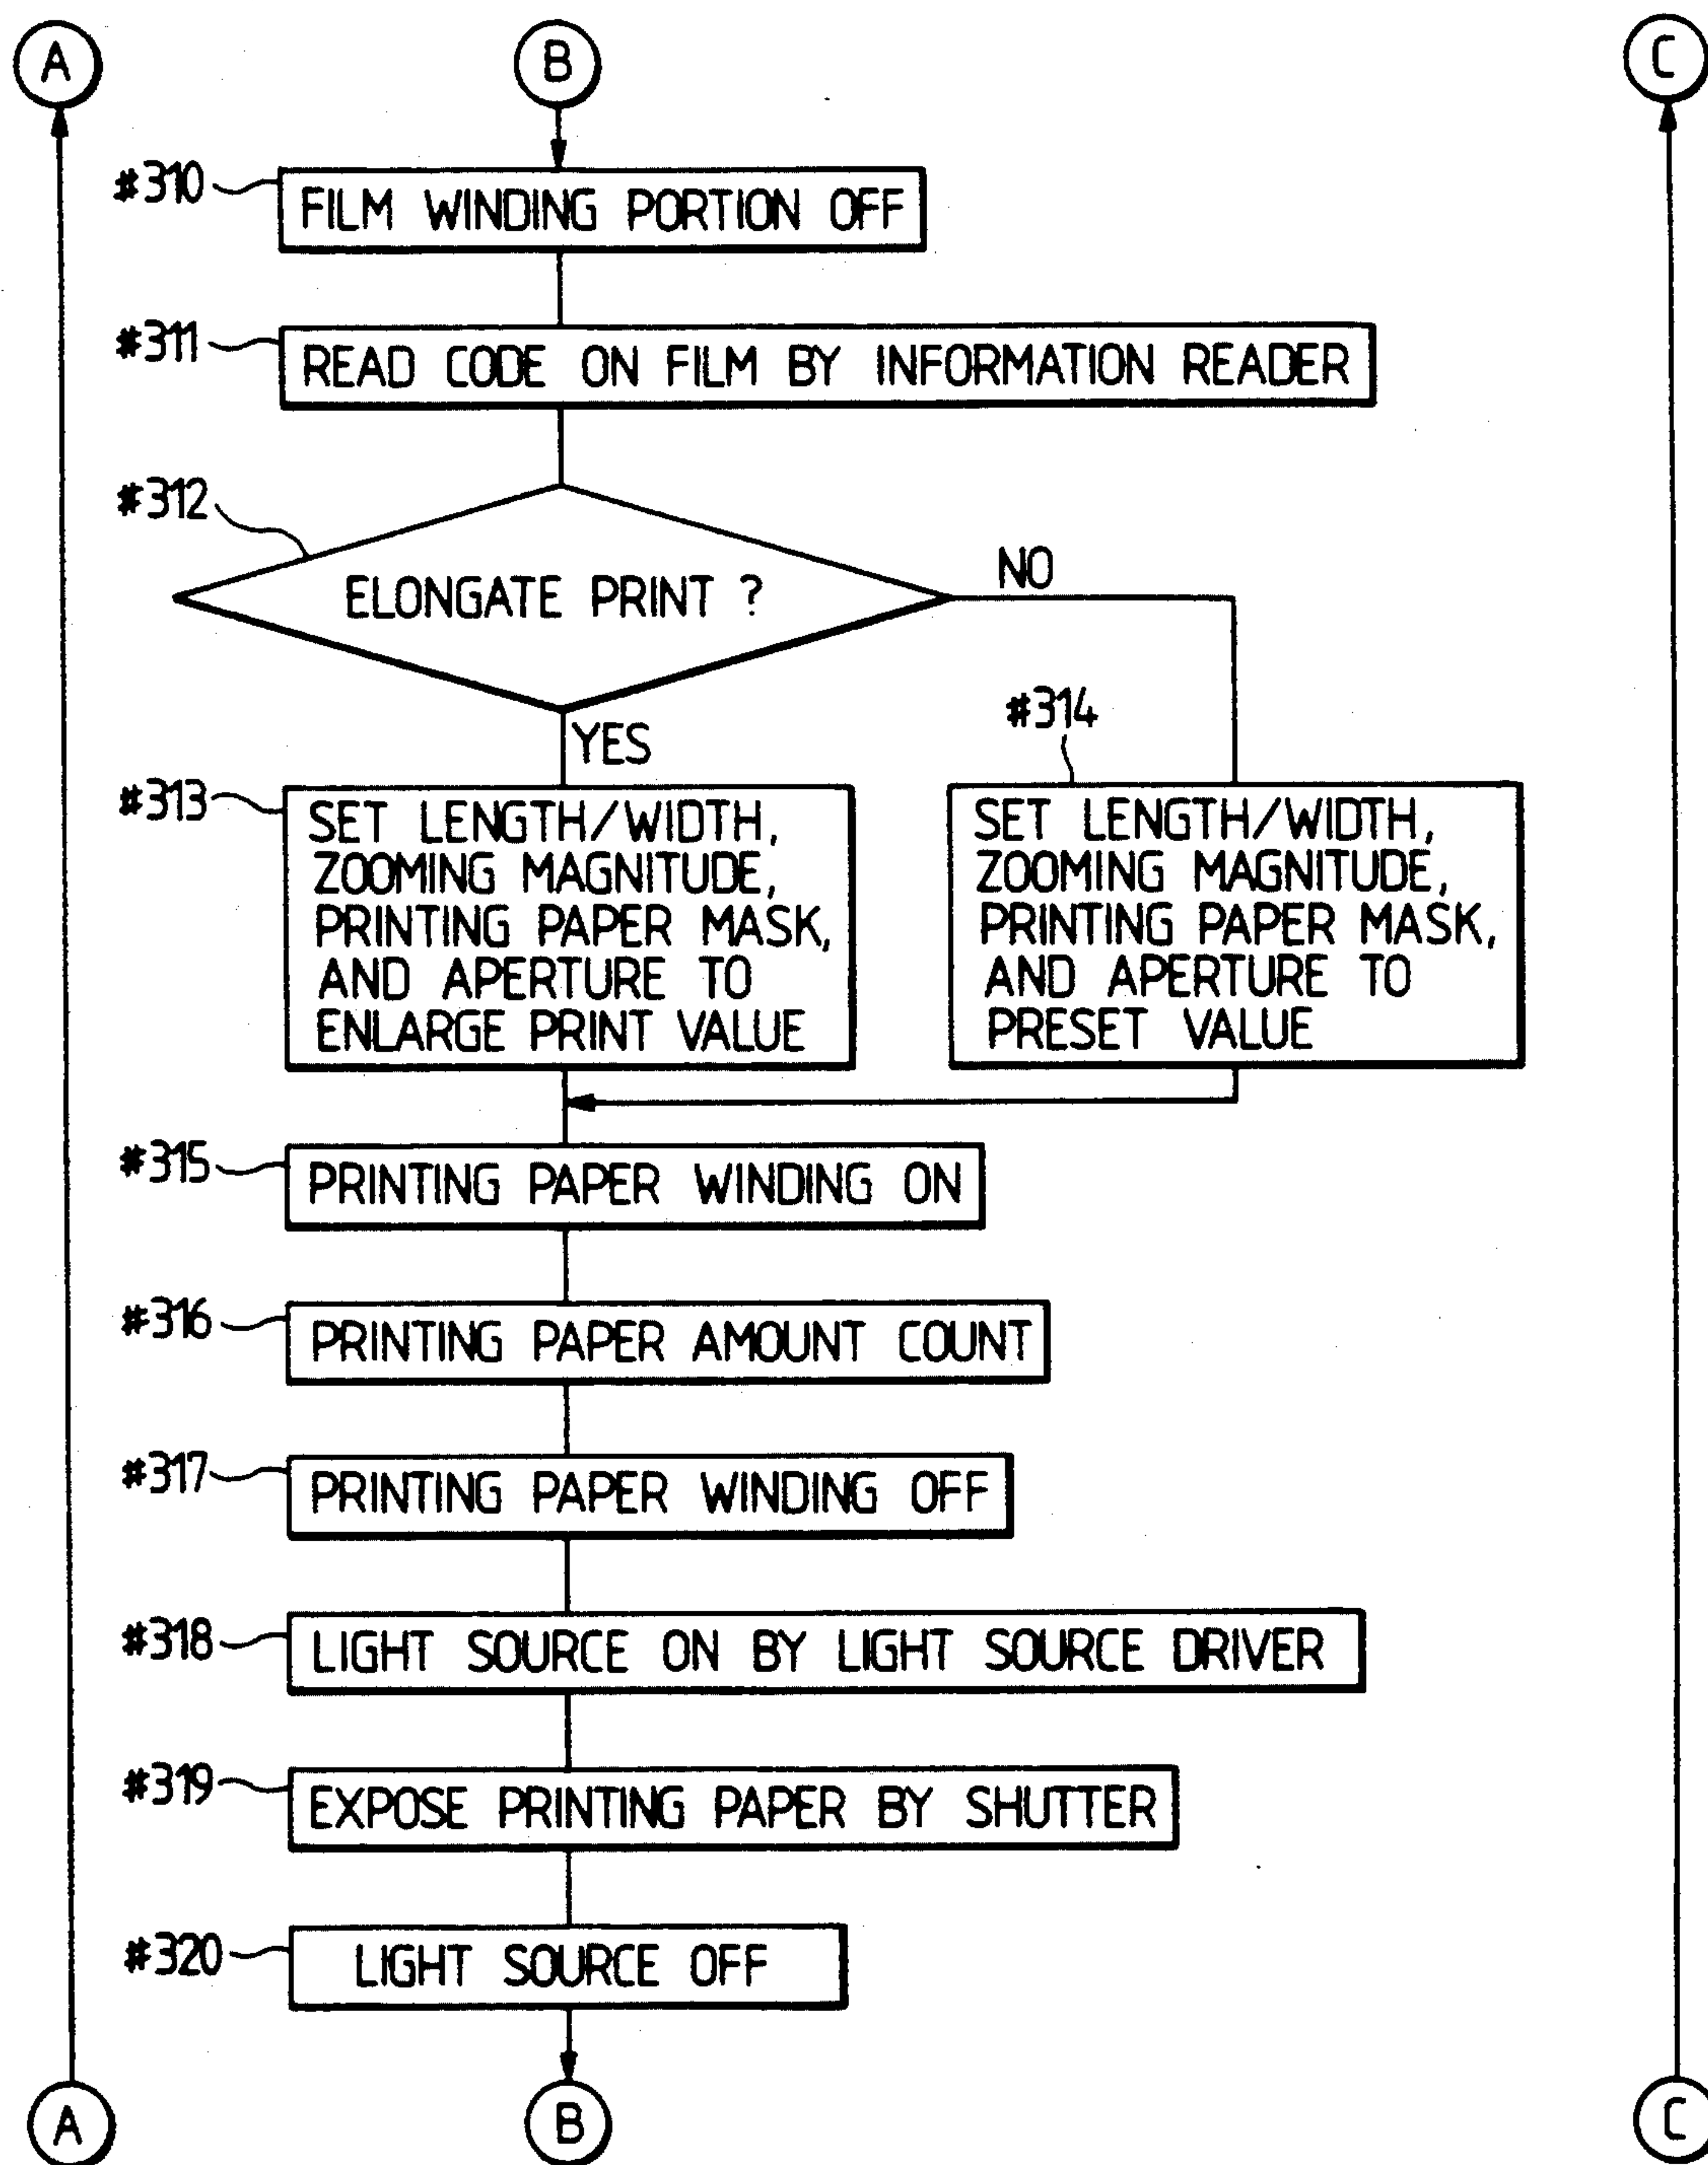 A
B
C
#310
FILM WINDING PORTION OFF
#311
READ CODE ON FILM BY INFORMATION READER
#312
ELONGATE PRINT ?
NO
YES
#313
SET LENGTH/WIDTH,
ZOOMING MAGNITUDE,
PRINTING PAPER MASK,
AND APERTURE TO
ENLARGE PRINT VALUE
#314
SET LENGTH/WIDTH,
ZOOMING MAGNITUDE,
PRINTING PAPER MASK,
AND APERTURE TO
PRESET VALUE
#315
PRINTING PAPER WINDING ON
#316
PRINTING PAPER AMOUNT COUNT
#317
PRINTING PAPER WINDING OFF
#318
LIGHT SOURCE ON BY LIGHT SOURCE DRIVER
#319
EXPOSE PRINTING PAPER BY SHUTTER
#320
LIGHT SOURCE OFF
A
B
C